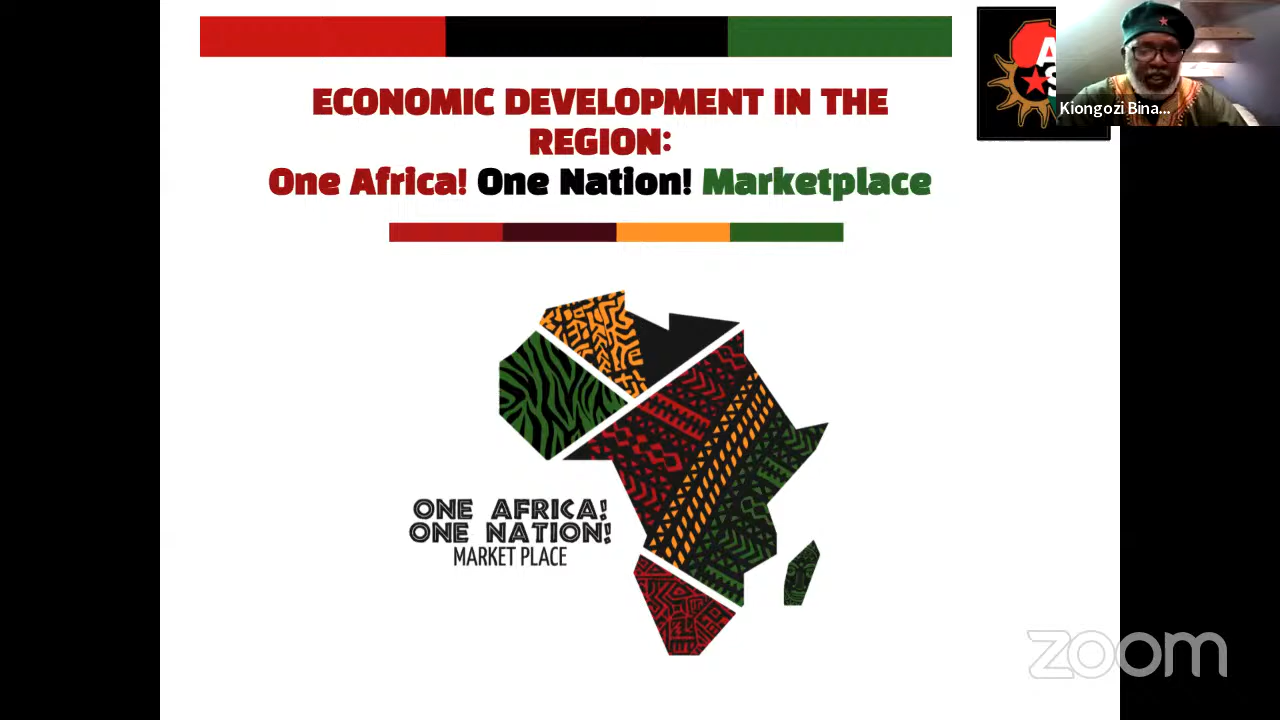 ECONOMIC DEVELOPMENT IN THE
REGION:
One Africa! One Nation! Marketplace
Kiongozi Bina...
ONE AFRICA!
ONE NATION!
MARKET PLACE
zoom